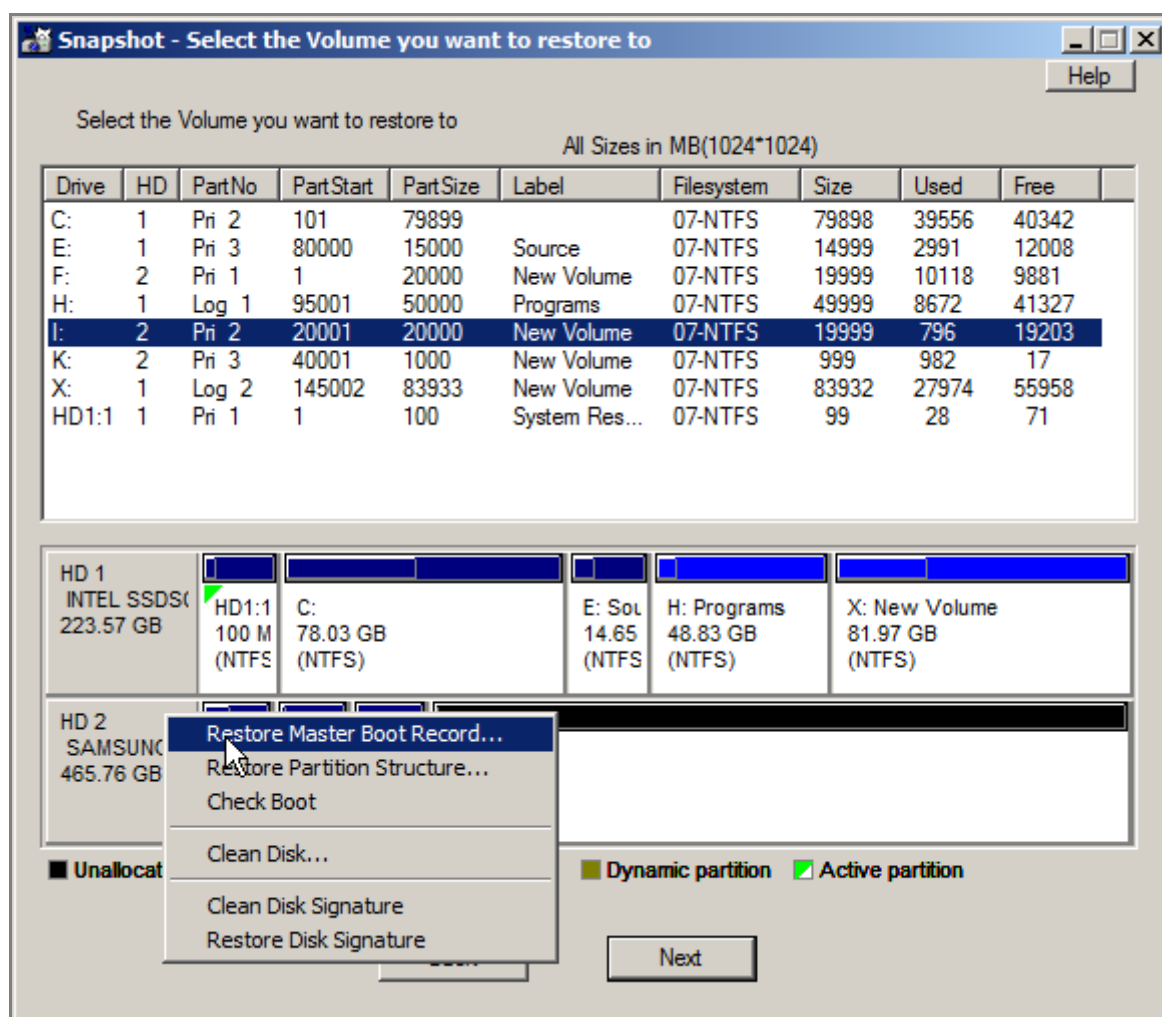 Snapshot - Select the Volume you want to restore to
Help
Select the Volume you want to restore to
All Sizes in MB(1024*1024)
Drive HD PartNo PartStart PartSize Label Filesystem Size Used Free
C: 1 Pri 2 101 79899 07-NTFS 79898 39556 40342
E: 1 Pri 3 80000 15000 Source 07-NTFS 14999 2991 12008
F: 2 Pri 1 1 20000 New Volume 07-NTFS 19999 10118 9881
H: 1 Log 1 95001 50000 Programs 07-NTFS 49999 8672 41327
I: 2 Pri 2 20001 20000 New Volume 07-NTFS 19999 796 19203
K: 2 Pri 3 40001 1000 New Volume 07-NTFS 999 982 17
X: 1 Log 2 145002 83933 New Volume 07-NTFS 83932 27974 55958
HD1:1 1 Pri 1 1 100 System Res... 07-NTFS 99 28 71
HD 1
INTEL SSDS(
223.57 GB
HD1:1
100 M
(NTFS
C:
78.03 GB
(NTFS)
E: Sou
14.65
(NTFS
H: Programs
48.83 GB
(NTFS)
X: New Volume
81.97 GB
(NTFS)
HD 2
SAMSUNG
465.76 GB
Restore Master Boot Record...
Restore Partition Structure...
Check Boot
Clean Disk...
Clean Disk Signature
Restore Disk Signature
Unallocat
Dynamic partition
Active partition
Next